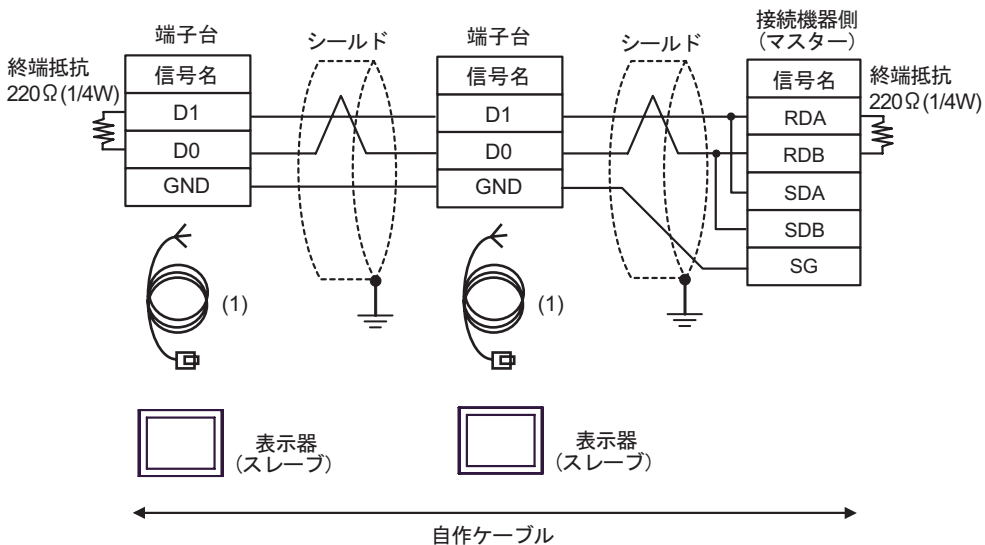 終端抵抗
220Ω(1/4W)
端子台
信号名
D1
D0
GND
シールド
端子台
信号名
D1
D0
GND
シールド
接続機器側
(マスター)
信号名
RDA
RDB
SDA
SDB
SG
終端抵抗
220Ω(1/4W)
(1)
(1)
表示器
(スレーブ)
表示器
(スレーブ)
自作ケーブル